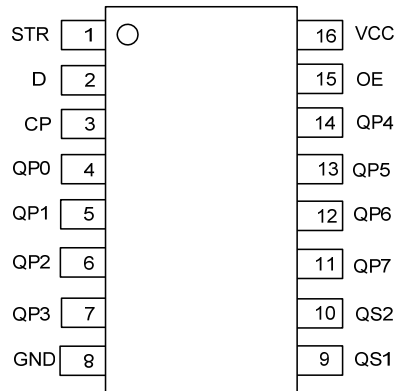 STR 1 16 VCC
D 2 15 OE
CP 3 14 QP4
QP0 4 13 QP5
QP1 5 12 QP6
QP2 6 11 QP7
QP3 7 10 QS2
GND 8 9 QS1